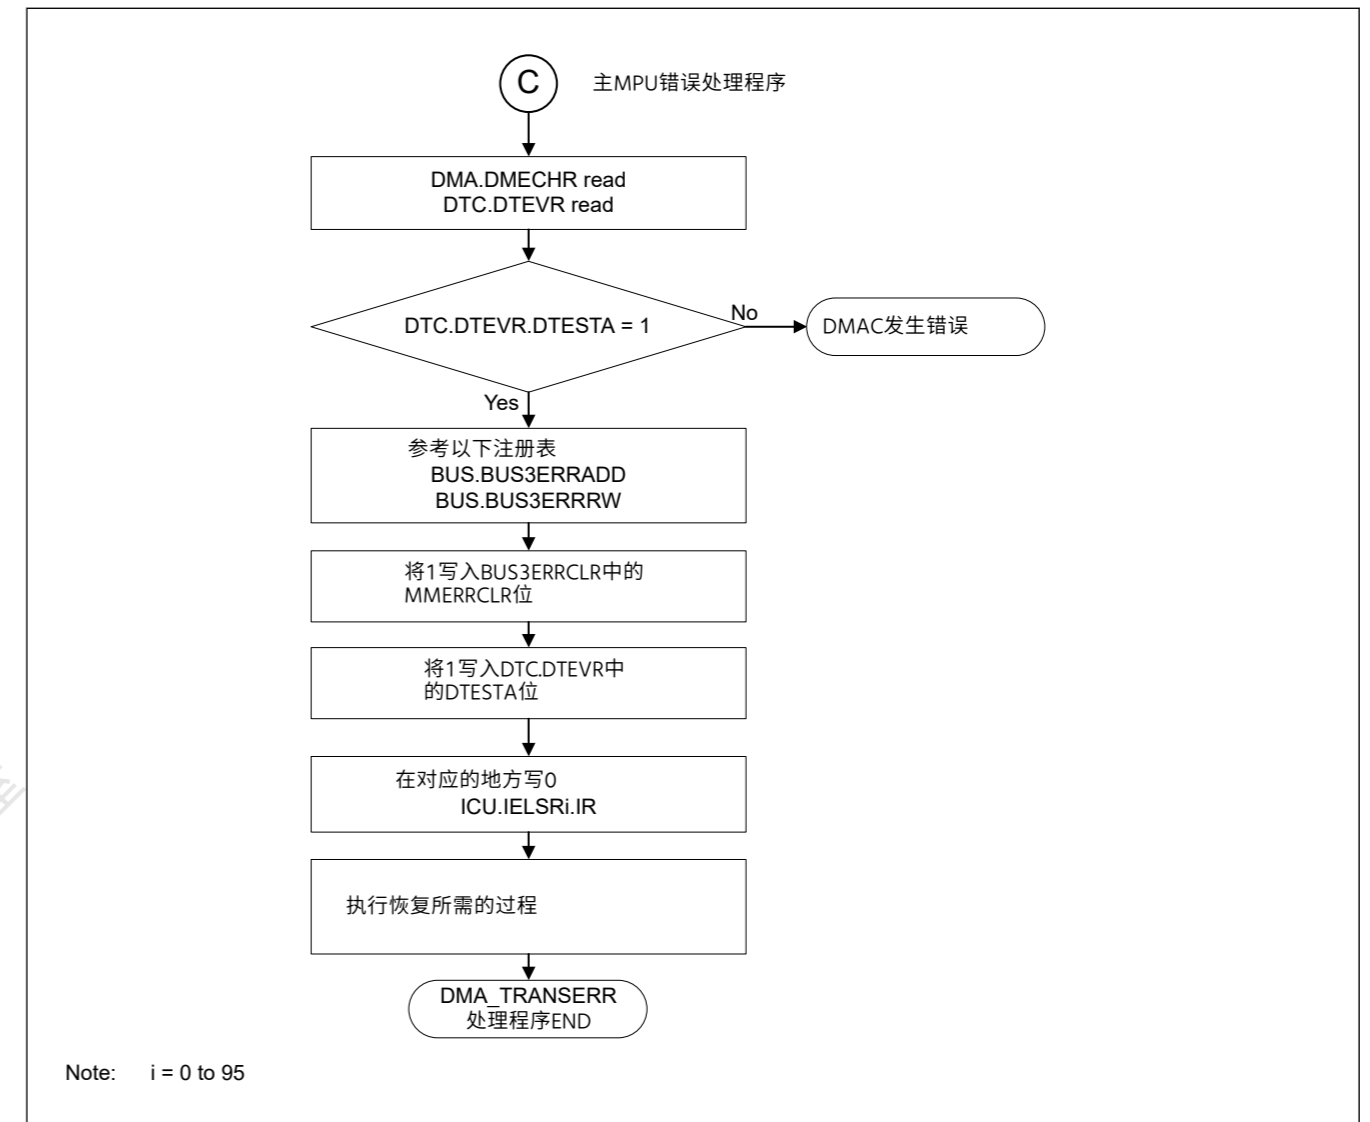 C
主MPU错误处理程序
DMA.DMECHR read
DTC.DTEVR read
DTC.DTEVR.DTESTA = 1
No
DMAC发生错误
Yes
参考以下注册表
BUS.BUS3ERRADD
BUS.BUS3ERRRW
将1写入BUS3ERRCLR中的
MMERRCLR位
将1写入DTC.DTEVR中
的DTESTA位
在对应的地方写0
ICU.IELSRi.IR
执行恢复所需的过程
DMA_TRANSERR
处理程序END
Note: i = 0 to 95